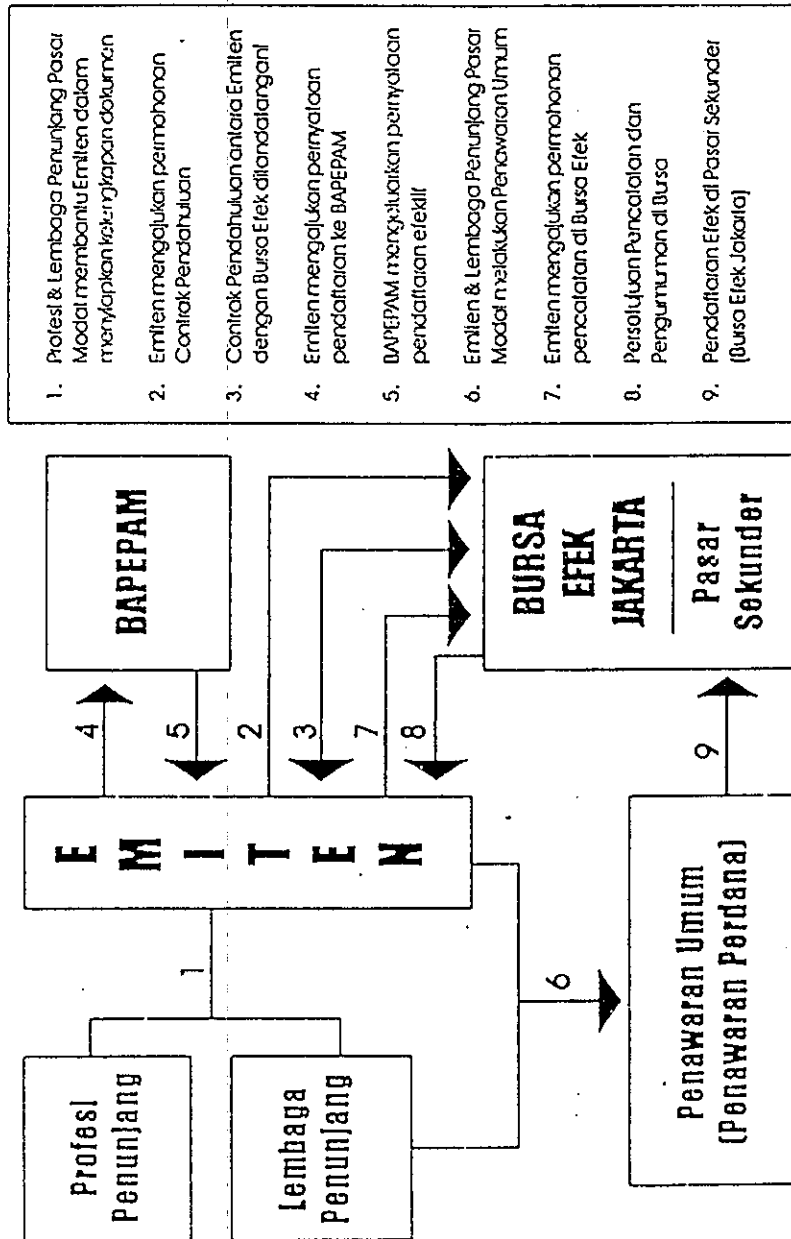 Profesi
Penunjang
Lembaga
Penunjang
1
E M I T E N
4
5
BAPEPAM
2
3
7
8
BURSA
EFEK
JAKARTA
Pasar
Sekunder
6
Penawaran Umum
(Penawaran Perdana)
9
1. Profesi & Lembaga Penunjang Pasar
Modal membantu Emiten dalam
menyiapkan kelengkapan dokumen
2. Emiten mengajukan permohonan
Contrak Pendahuluan
3. Contrak Pendahuluan antara Emiten
dengan Bursa Efek ditandatangani
4. Emiten mengajukan pernyataan
pendaftaran ke BAPEPAM
5. BAPEPAM mengeluarkan pernyataan
pendaftaran efektif
6. Emiten & Lembaga Penunjang Pasar
Modal melakukan Penawaran Umum
7. Emiten mengajukan permohonan
pencatatan di Bursa Efek
8. Persetujuan Pencatatan dan
Pengumuman di Bursa
9. Pendaftaran Efek di Pasar Sekunder
(Bursa Efek Jakarta)